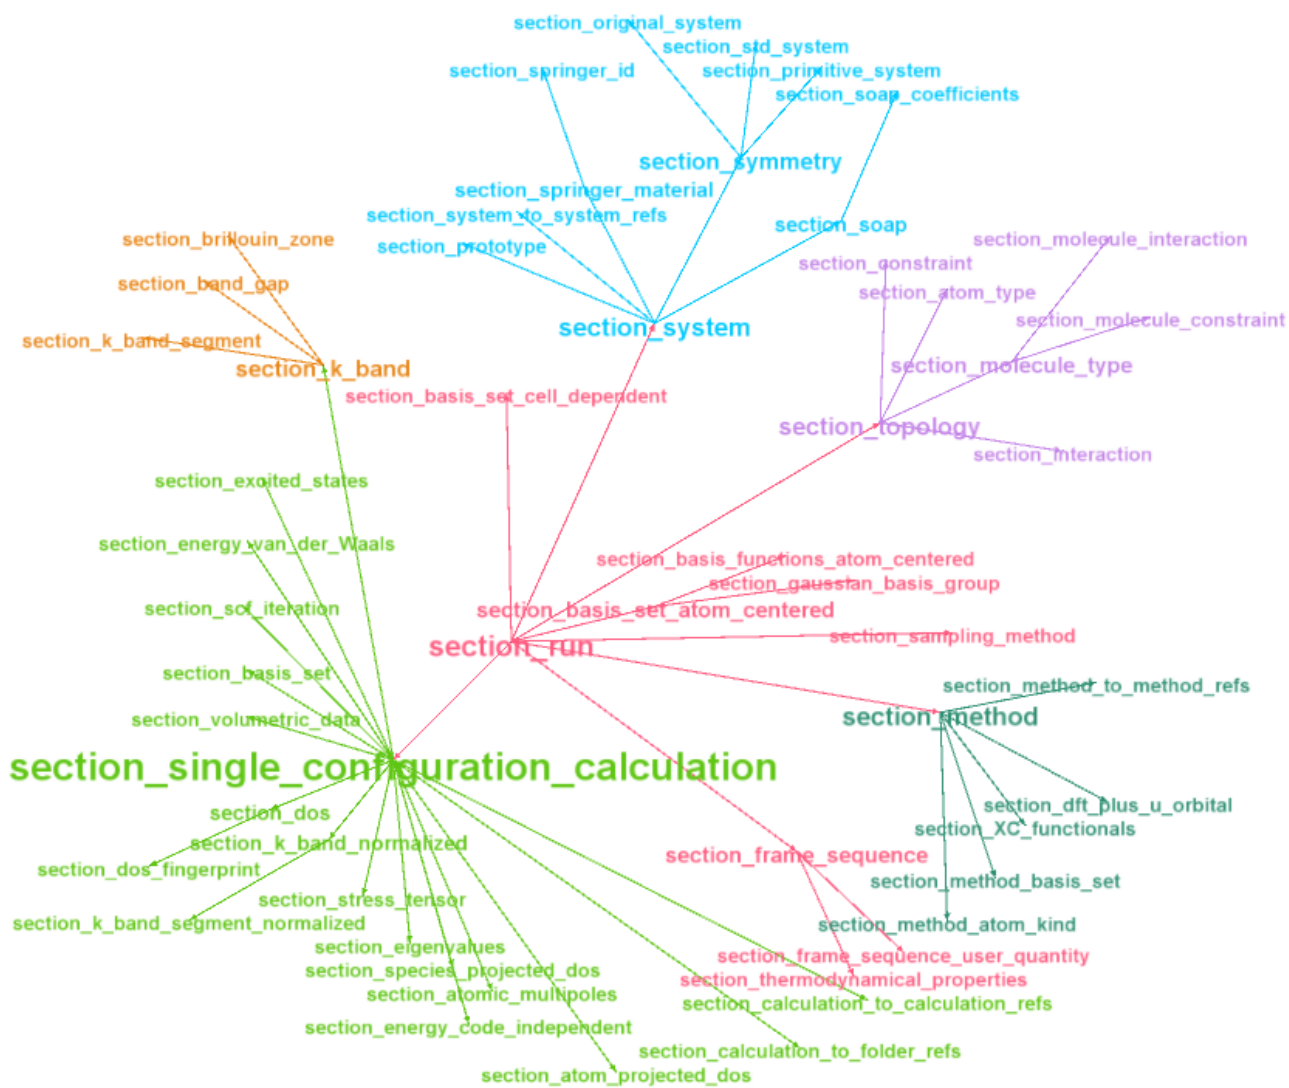 section_original_system
section_std_system
section_springer_id
section_primitive_system
section_soap_coefficients
section_symmetry
section_springer_material
section_system_to_system_refs
section_soap
section_brillouin_zone
section_prototype
section_molecule_interaction
section_constraint
section_band_gap
section_atom_type
section_molecule_constraint
section_system
section_k_band_segment
section_k_band
section_molecule_type
section_basis_set_cell_dependent
section_topology
section_interaction
section_excited_states
section_energy_van_der_Waals
section_basis_functions_atom_centered
section_gaussian_basis_group
section_scf_iteration
section_basis_set_atom_centered
section_sampling_method
section_run
section_basis_set
section_method_to_method_refs
section_volumetric_data
section_method
section_single_configuration_calculation
section_dos
section_dft_plus_u_orbital
section_XC_functionals
section_k_band_normalized
section_frame_sequence
section_dos_fingerprint
section_method_basis_set
section_stress_tensor
section_k_band_segment_normalized
section_method_atom_kind
section_eigenvalues
section_frame_sequence_user_quantity
section_species_projected_dos
section_thermodynamical_properties
section_atomic_multipoles
section_calculation_to_calculation_refs
section_energy_code_independent
section_calculation_to_folder_refs
section_atom_projected_dos